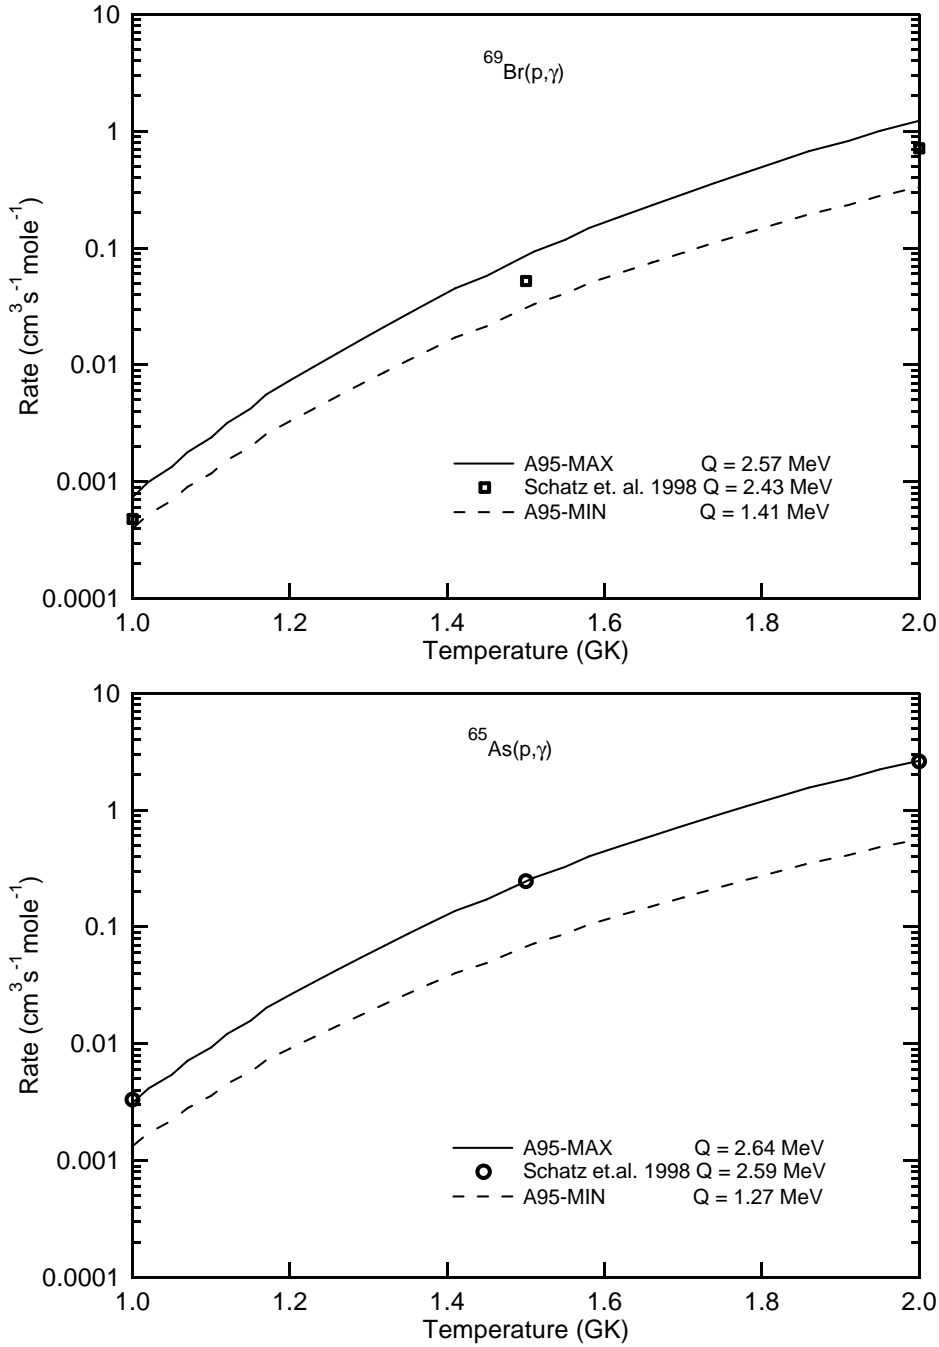 10
⁶⁹Br(p,γ)
1
0.1
0.01
0.001
0.0001
Rate (cm³s⁻¹mole⁻¹)
A95-MAX Q = 2.57 MeV
Schatz et. al. 1998 Q = 2.43 MeV
A95-MIN Q = 1.41 MeV
1.0 1.2 1.4 1.6 1.8 2.0
Temperature (GK)
10
⁶⁵As(p,γ)
1
0.1
0.01
0.001
0.0001
Rate (cm³s⁻¹mole⁻¹)
A95-MAX Q = 2.64 MeV
Schatz et.al. 1998 Q = 2.59 MeV
A95-MIN Q = 1.27 MeV
1.0 1.2 1.4 1.6 1.8 2.0
Temperature (GK)